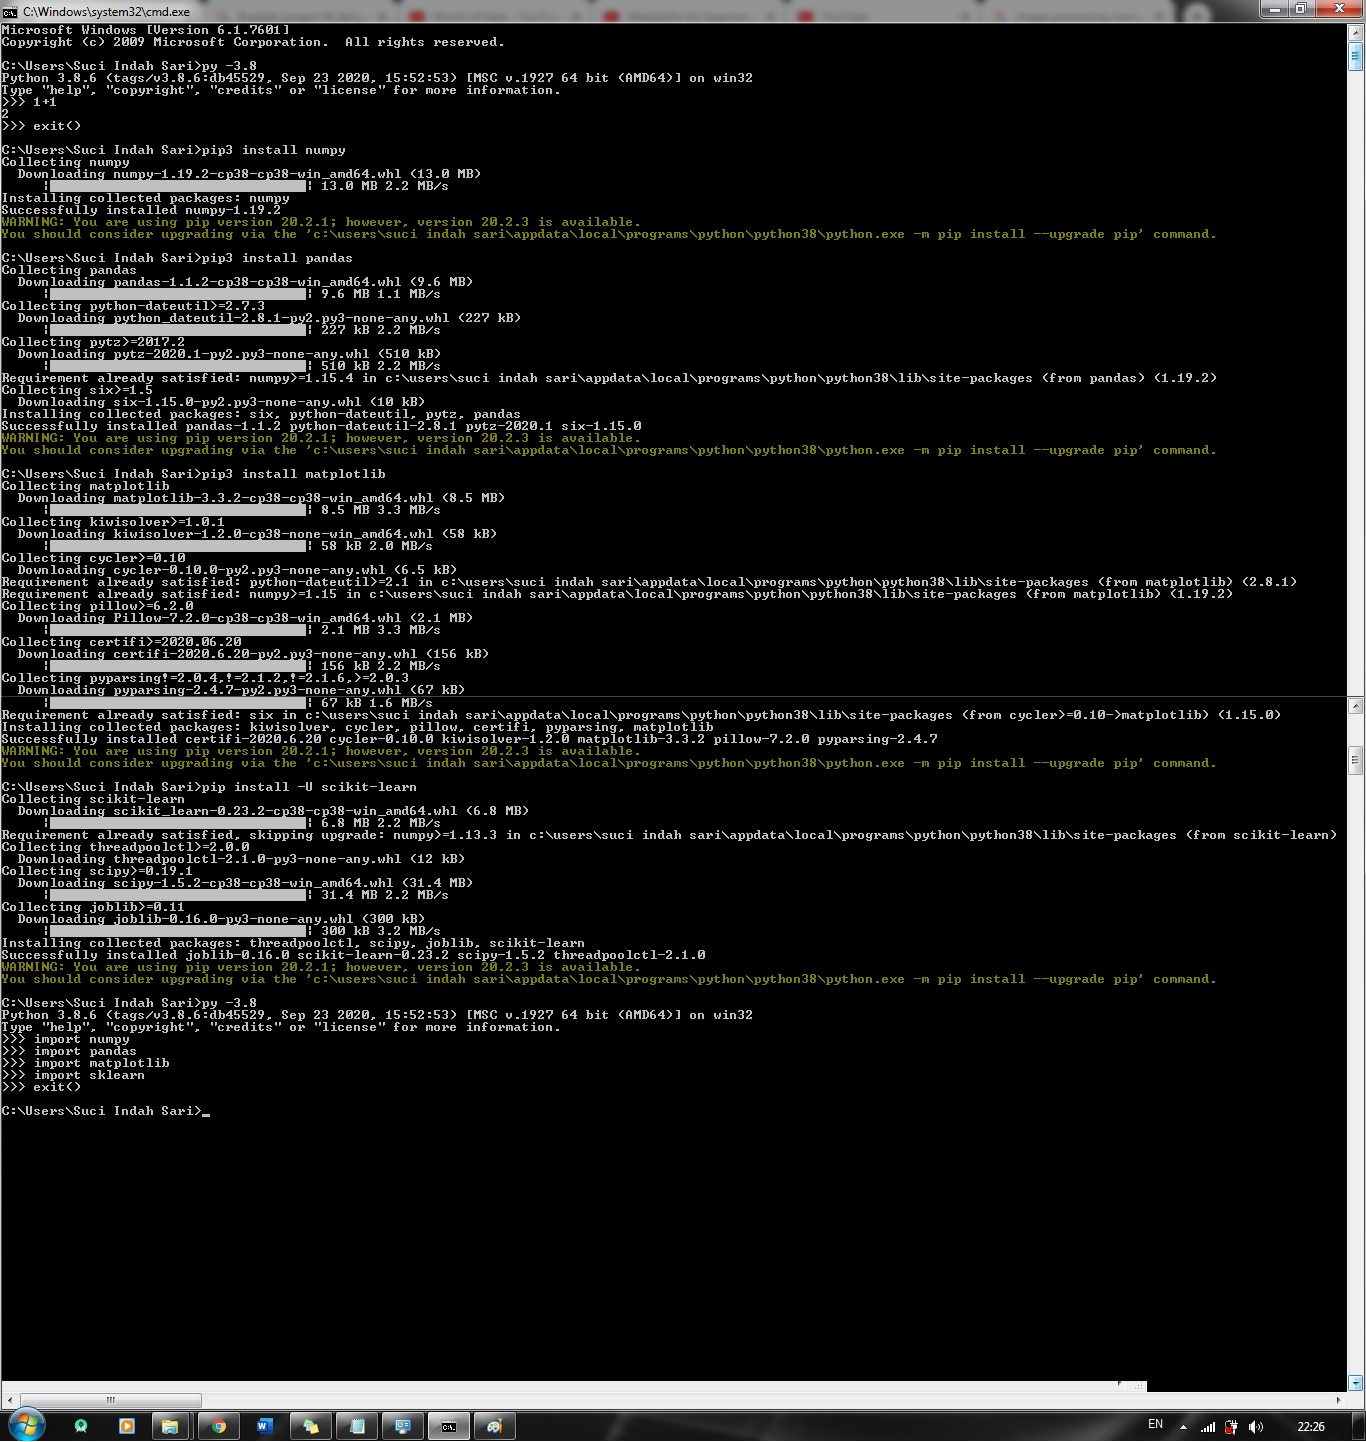 C:\Windows\system32\cmd.exe
Microsoft Windows [Version 6.1.7601]
Copyright (c) 2009 Microsoft Corporation.  All rights reserved.
C:\Users\Suci Indah Sari>py -3.8
Python 3.8.6 (tags/v3.8.6:db45529, Sep 23 2020, 15:52:53) [MSC v.1927 64 bit (AMD64)] on win32
Type "help", "copyright", "credits" or "license" for more information.
>>> 1+1
2
>>> exit()
C:\Users\Suci Indah Sari>pip3 install numpy
Collecting numpy
  Downloading numpy-1.19.2-cp38-cp38-win_amd64.whl (13.0 MB)
     || 13.0 MB 2.2 MB/s
Installing collected packages: numpy
Successfully installed numpy-1.19.2
WARNING: You are using pip version 20.2.1; however, version 20.2.3 is available.
You should consider upgrading via the 'c:\users\suci indah sari\appdata\local\programs\python\python38\python.exe -m pip install --upgrade pip' command.
C:\Users\Suci Indah Sari>pip3 install pandas
Collecting pandas
  Downloading pandas-1.1.2-cp38-cp38-win_amd64.whl (9.6 MB)
     || 9.6 MB 1.1 MB/s
Collecting python-dateutil>=2.7.3
  Downloading python_dateutil-2.8.1-py2.py3-none-any.whl (227 kB)
     || 227 kB 2.2 MB/s
Collecting pytz>=2017.2
  Downloading pytz-2020.1-py2.py3-none-any.whl (510 kB)
     || 510 kB 2.2 MB/s
Requirement already satisfied: numpy>=1.15.4 in c:\users\suci indah sari\appdata\local\programs\python\python38\lib\site-packages (from pandas) (1.19.2)
Collecting six>=1.5
  Downloading six-1.15.0-py2.py3-none-any.whl (10 kB)
Installing collected packages: six, python-dateutil, pytz, pandas
Successfully installed pandas-1.1.2 python-dateutil-2.8.1 pytz-2020.1 six-1.15.0
WARNING: You are using pip version 20.2.1; however, version 20.2.3 is available.
You should consider upgrading via the 'c:\users\suci indah sari\appdata\local\programs\python\python38\python.exe -m pip install --upgrade pip' command.
C:\Users\Suci Indah Sari>pip3 install matplotlib
Collecting matplotlib
  Downloading matplotlib-3.3.2-cp38-cp38-win_amd64.whl (8.5 MB)
     || 8.5 MB 3.3 MB/s
Collecting kiwisolver>=1.0.1
  Downloading kiwisolver-1.2.0-cp38-none-win_amd64.whl (58 kB)
     || 58 kB 2.0 MB/s
Collecting cycler>=0.10
  Downloading cycler-0.10.0-py2.py3-none-any.whl (6.5 kB)
Requirement already satisfied: python-dateutil>=2.1 in c:\users\suci indah sari\appdata\local\programs\python\python38\lib\site-packages (from matplotlib) (2.8.1)
Requirement already satisfied: numpy>=1.15 in c:\users\suci indah sari\appdata\local\programs\python\python38\lib\site-packages (from matplotlib) (1.19.2)
Collecting pillow>=6.2.0
  Downloading Pillow-7.2.0-cp38-cp38-win_amd64.whl (2.1 MB)
     || 2.1 MB 3.3 MB/s
Collecting certifi>=2020.06.20
  Downloading certifi-2020.6.20-py2.py3-none-any.whl (156 kB)
     || 156 kB 2.2 MB/s
Collecting pyparsing!=2.0.4,!=2.1.2,!=2.1.6,>=2.0.3
  Downloading pyparsing-2.4.7-py2.py3-none-any.whl (67 kB)
     || 67 kB 1.6 MB/s
Requirement already satisfied: six in c:\users\suci indah sari\appdata\local\programs\python\python38\lib\site-packages (from cycler>=0.10->matplotlib) (1.15.0)
Installing collected packages: kiwisolver, cycler, pillow, certifi, pyparsing, matplotlib
Successfully installed certifi-2020.6.20 cycler-0.10.0 kiwisolver-1.2.0 matplotlib-3.3.2 pillow-7.2.0 pyparsing-2.4.7
WARNING: You are using pip version 20.2.1; however, version 20.2.3 is available.
You should consider upgrading via the 'c:\users\suci indah sari\appdata\local\programs\python\python38\python.exe -m pip install --upgrade pip' command.
C:\Users\Suci Indah Sari>pip install -U scikit-learn
Collecting scikit-learn
  Downloading scikit_learn-0.23.2-cp38-cp38-win_amd64.whl (6.8 MB)
     || 6.8 MB 2.2 MB/s
Requirement already satisfied, skipping upgrade: numpy>=1.13.3 in c:\users\suci indah sari\appdata\local\programs\python\python38\lib\site-packages (from scikit-learn)
Collecting threadpoolctl>=2.0.0
  Downloading threadpoolctl-2.1.0-py3-none-any.whl (12 kB)
Collecting scipy>=0.19.1
  Downloading scipy-1.5.2-cp38-cp38-win_amd64.whl (31.4 MB)
     || 31.4 MB 2.2 MB/s
Collecting joblib>=0.11
  Downloading joblib-0.16.0-py3-none-any.whl (300 kB)
     || 300 kB 3.2 MB/s
Installing collected packages: threadpoolctl, scipy, joblib, scikit-learn
Successfully installed joblib-0.16.0 scikit-learn-0.23.2 scipy-1.5.2 threadpoolctl-2.1.0
WARNING: You are using pip version 20.2.1; however, version 20.2.3 is available.
You should consider upgrading via the 'c:\users\suci indah sari\appdata\local\programs\python\python38\python.exe -m pip install --upgrade pip' command.
C:\Users\Suci Indah Sari>py -3.8
Python 3.8.6 (tags/v3.8.6:db45529, Sep 23 2020, 15:52:53) [MSC v.1927 64 bit (AMD64)] on win32
Type "help", "copyright", "credits" or "license" for more information.
>>> import numpy
>>> import pandas
>>> import matplotlib
>>> import sklearn
>>> exit()
C:\Users\Suci Indah Sari>_
EN
22:26